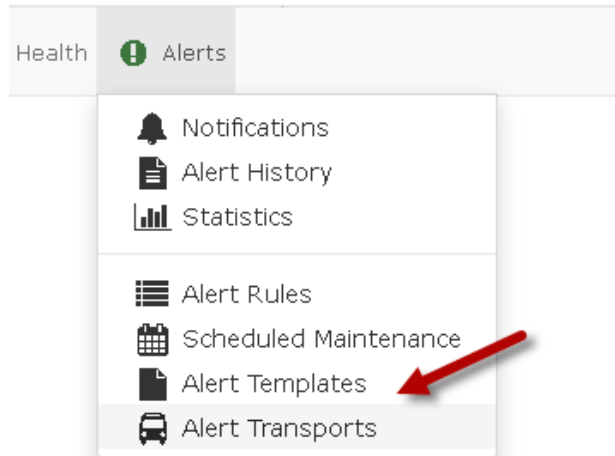 Health Alerts
Notifications
Alert History
Statistics
Alert Rules
Scheduled Maintenance
Alert Templates
Alert Transports